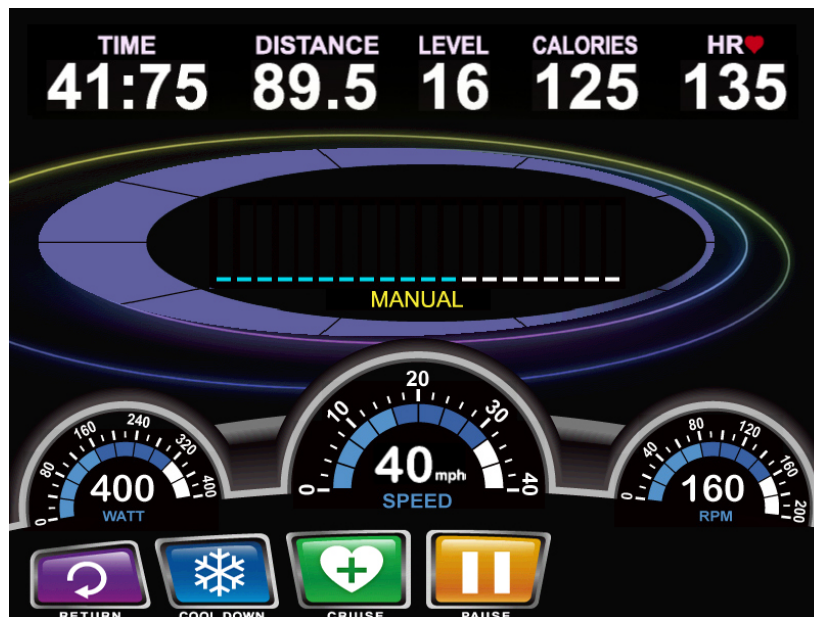 TIME DISTANCE LEVEL CALORIES HR
41:75 89.5 16 125 135
MANUAL
0 80 160 240 320 400
400
WATT
0 10 20 30 40
40 mph
SPEED
0 40 80 120 160 200
160
RPM
RETURN COOL DOWN CRUISE PAUSE